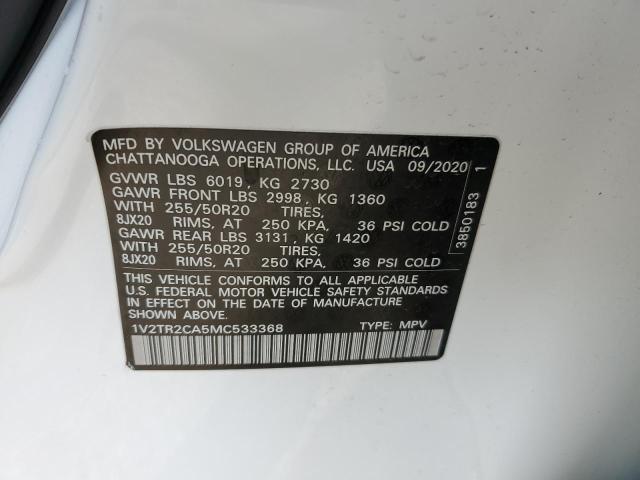 MFD BY VOLKSWAGEN GROUP OF AMERICA
CHATTANOOGA OPERATIONS, LLC. USA 09/2020
GVWR LBS 6019, KG 2730
GAWR FRONT LBS 2998, KG 1360
WITH 255/50R20 TIRES,
8JX20 RIMS, AT 250 KPA, 36 PSI COLD
GAWR REAR LBS 3131, KG 1420
WITH 255/50R20 TIRES,
8JX20 RIMS, AT 250 KPA, 36 PSI COLD
THIS VEHICLE CONFORMS TO ALL APPLICABLE
U.S. FEDERAL MOTOR VEHICLE SAFETY STANDARDS
IN EFFECT ON THE DATE OF MANUFACTURE
SHOWN ABOVE.
1V2TR2CA5MC533368 TYPE: MPV
3850183 1